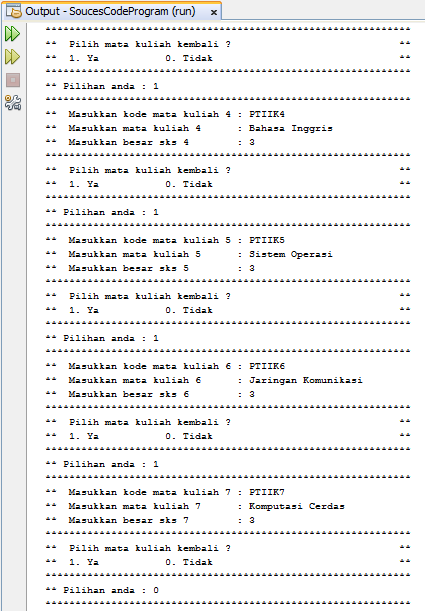 Output - SoucesCodeProgram (run) ×
**************************************************
** Pilih mata kuliah kembali ? **
** 1. Ya 0. Tidak **
**************************************************
** Pilihan anda : 1
**************************************************
** Masukkan kode mata kuliah 4 : PTIIK4
** Masukkan mata kuliah 4 : Bahasa Inggris
** Masukkan besar sks 4 : 3
**************************************************
** Pilih mata kuliah kembali ? **
** 1. Ya 0. Tidak **
**************************************************
** Pilihan anda : 1
**************************************************
** Masukkan kode mata kuliah 5 : PTIIK5
** Masukkan mata kuliah 5 : Sistem Operasi
** Masukkan besar sks 5 : 3
**************************************************
** Pilih mata kuliah kembali ? **
** 1. Ya 0. Tidak **
**************************************************
** Pilihan anda : 1
**************************************************
** Masukkan kode mata kuliah 6 : PTIIK6
** Masukkan mata kuliah 6 : Jaringan Komunikasi
** Masukkan besar sks 6 : 3
**************************************************
** Pilih mata kuliah kembali ? **
** 1. Ya 0. Tidak **
**************************************************
** Pilihan anda : 1
**************************************************
** Masukkan kode mata kuliah 7 : PTIIK7
** Masukkan mata kuliah 7 : Komputasi Cerdas
** Masukkan besar sks 7 : 3
**************************************************
** Pilih mata kuliah kembali ? **
** 1. Ya 0. Tidak **
**************************************************
** Pilihan anda : 0
**************************************************